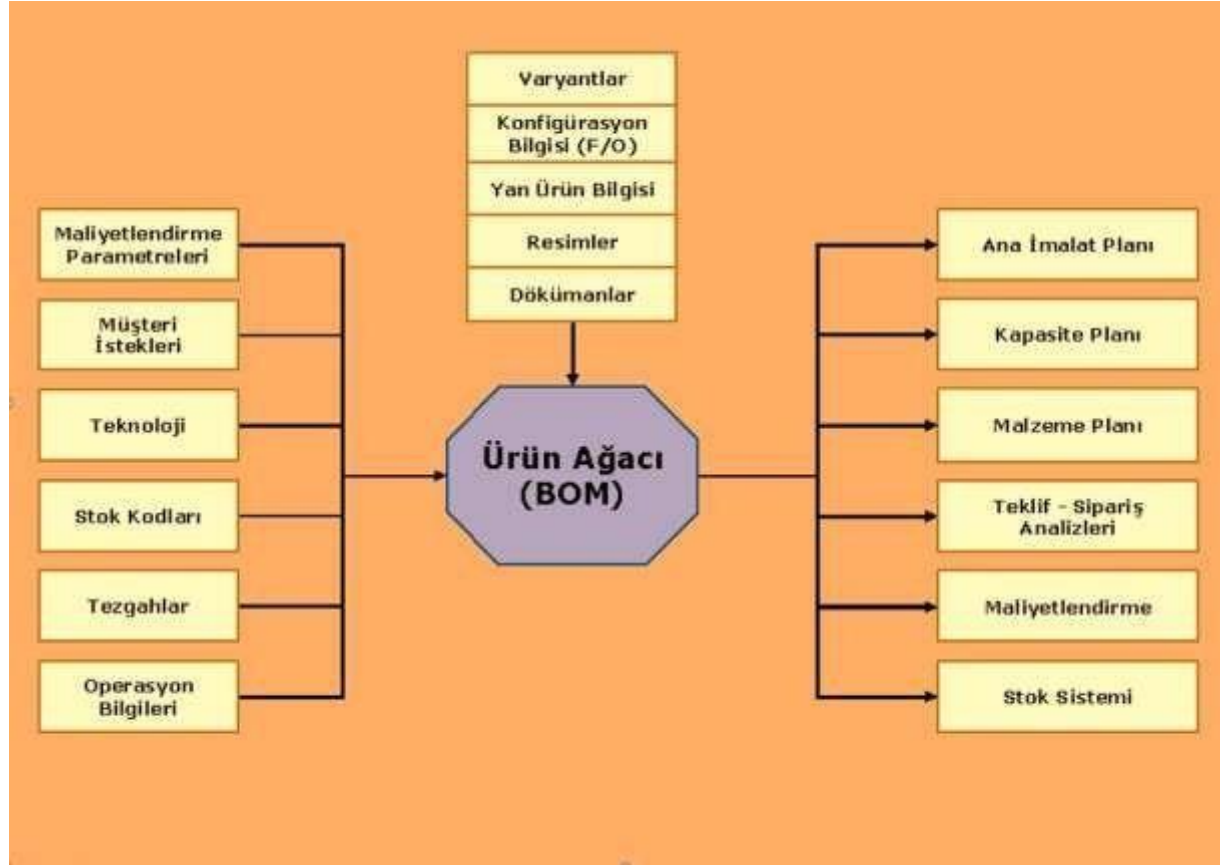 Varyantlar
Konfigürasyon
Bilgisi (F/O)
Yan Ürün Bilgisi
Resimler
Dökümanlar
Maliyetlendirme
Parametreleri
Müşteri
İstekleri
Teknoloji
Stok Kodları
Tezgahlar
Operasyon
Bilgileri
Ürün Ağacı
(BOM)
Ana İmalat Planı
Kapasite Planı
Malzeme Planı
Teklif - Sipariş
Analizleri
Maliyetlendirme
Stok Sistemi